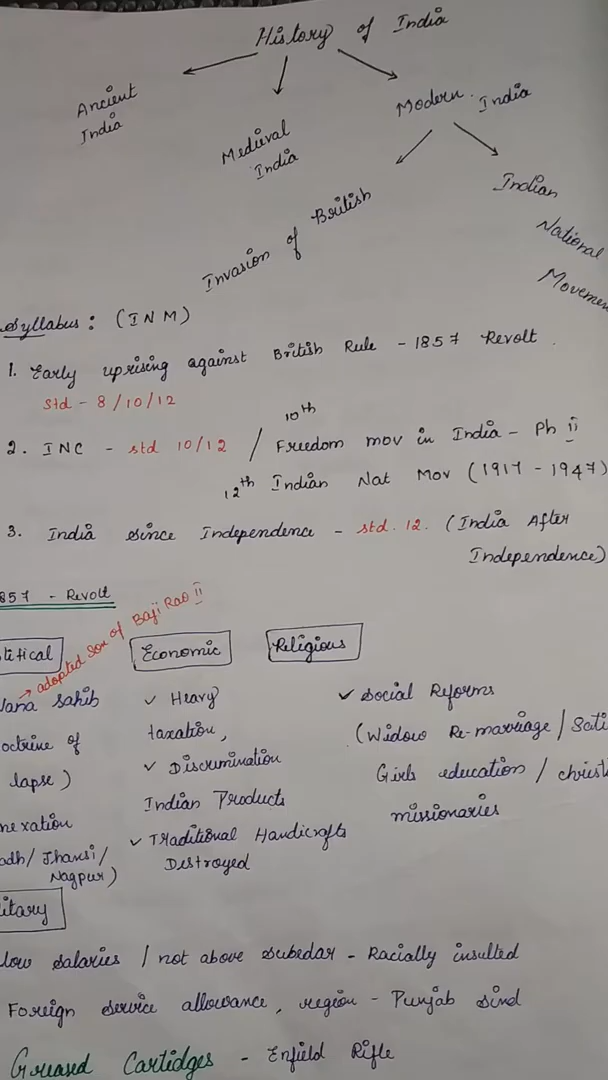 History of India
Ancient
India
Medieval
India
Modern India
Invasion of British
Indian
National
Movemen
Syllabus : (INM)
1. Early uprising against British Rule - 1857 Revolt.
Std - 8/10/12
2. INC - std 10/12 / 10th Freedom mov in India - Ph II
12th Indian Nat Mov (1917 - 1947)
3. India since Independence - std. 12. (India After
Independence)
857 - Revolt
→ adopted son of Baji Rao II
litical
Economic
Religious
Nana Sahib
octrine of
lapse)
nexation
adh/ Jhansi/
Nagpur)
✓ Heavy
taxation,
✓ Discrimination
Indian Products
✓ Traditional Handicrafts
Destroyed
✓ Social Reforms
(Widow Re-marriage / Sati
Girls education / christ
missionaries
litary
low salaries / not above subedar - Racially insulted
Foreign service allowance, region - Punjab Sind
Greased Cartidges - Enfield Rifle